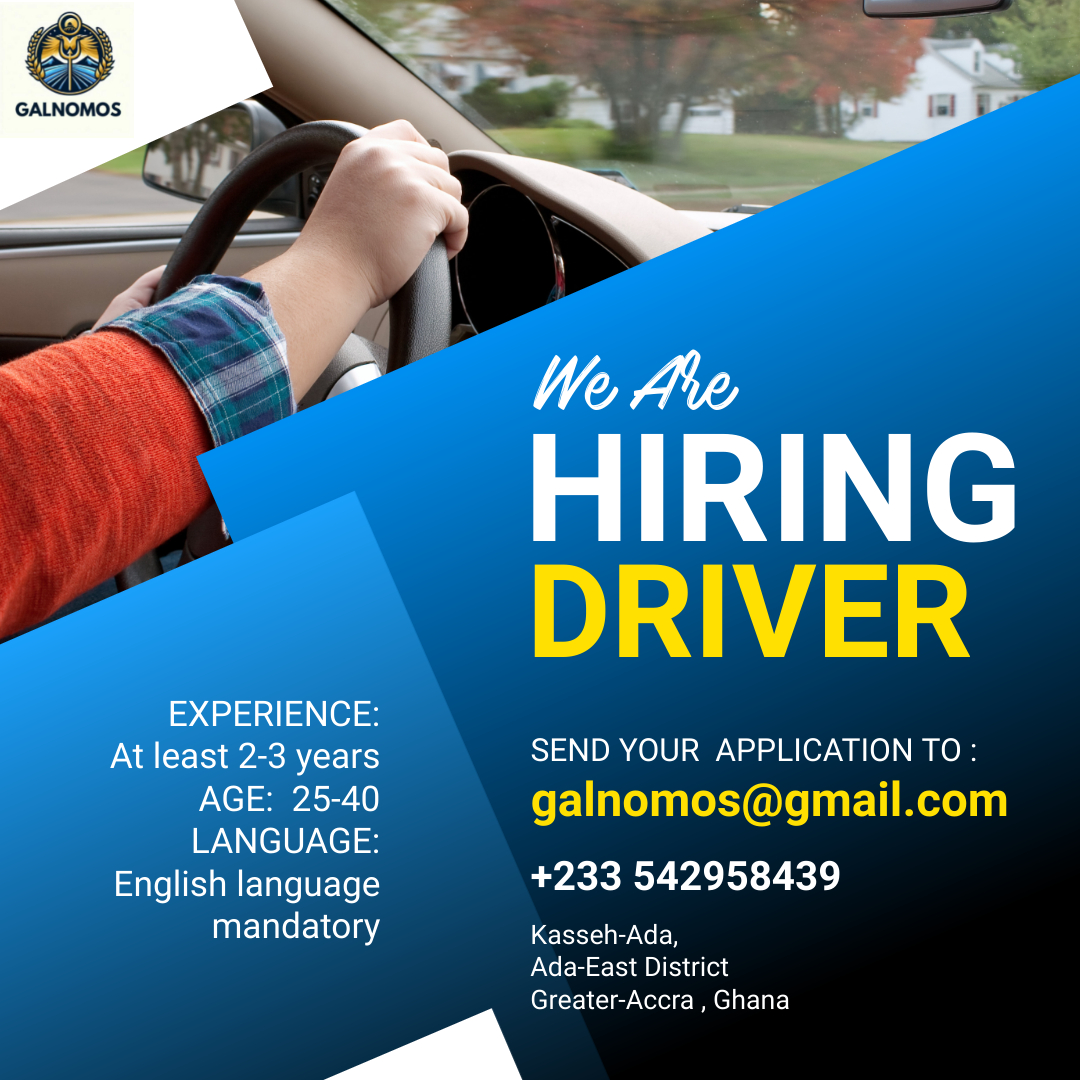 GALNOMOS
We Are
HIRING
DRIVER
EXPERIENCE:
At least 2-3 years
AGE: 25-40
LANGUAGE:
English language
mandatory
SEND YOUR APPLICATION TO :
galnomos@gmail.com
+233 542958439
Kasseh-Ada,
Ada-East District
Greater-Accra , Ghana